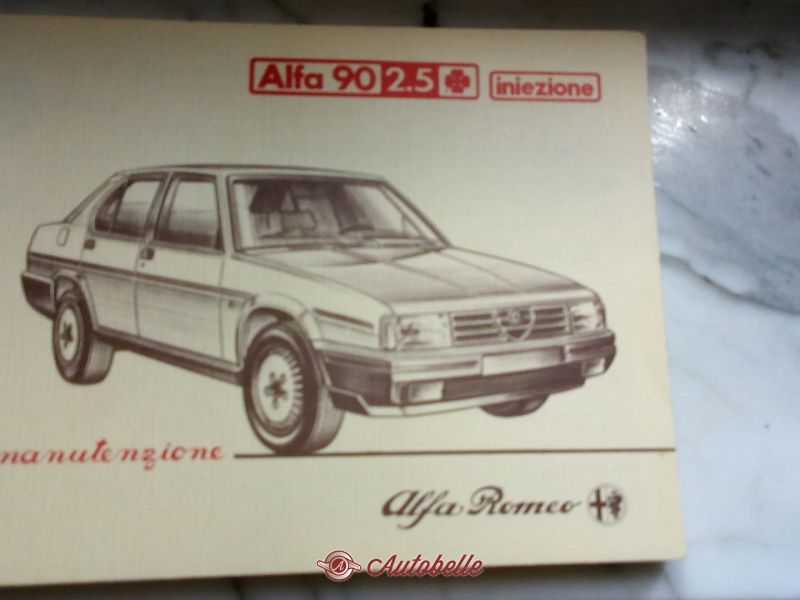 Alfa 90 2.5 iniezione
manutenzione
Alfa Romeo
Autobelle